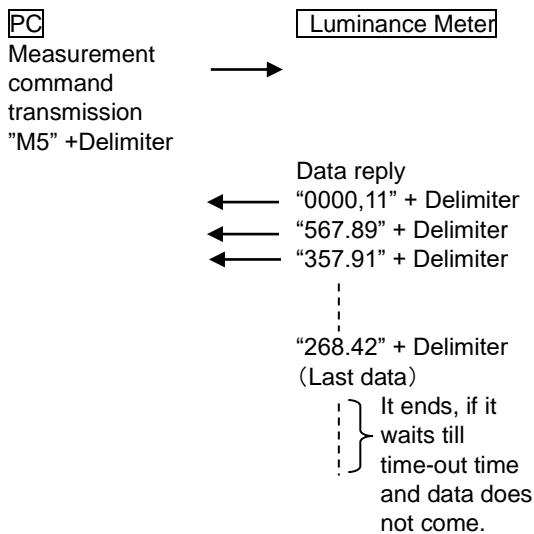 PC
Luminance Meter
Measurement
command
transmission
”M5” +Delimiter
Data reply
“0000,11” + Delimiter
“567.89” + Delimiter
“357.91” + Delimiter
“268.42” + Delimiter
（Last data）
It ends, if it
waits till
time-out time
and data does
not come.